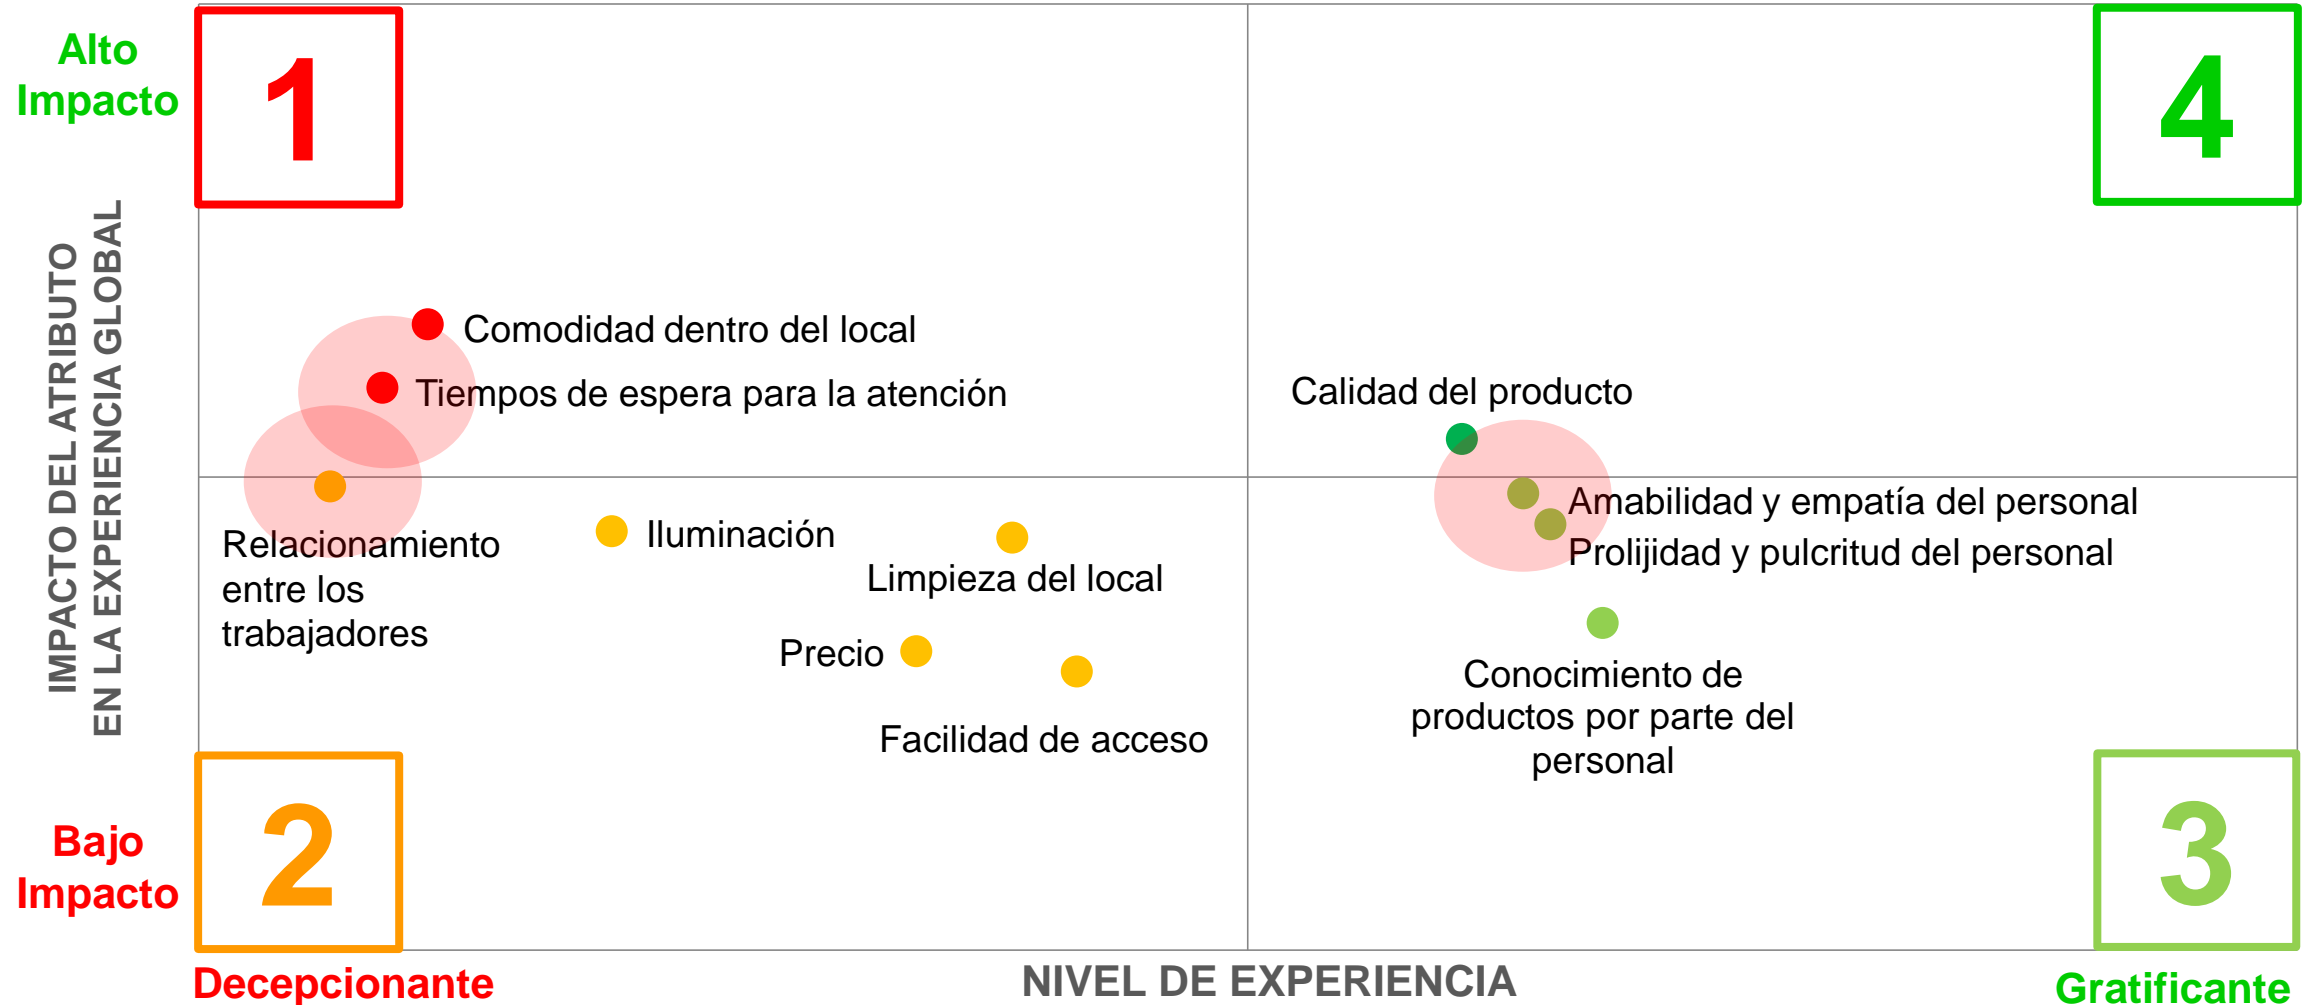 Alto
Impacto
1
4
IMPACTO DEL ATRIBUTO
EN LA EXPERIENCIA GLOBAL
Comodidad dentro del local
Tiempos de espera para la atención
Calidad del producto
Amabilidad y empatía del personal
Prolijidad y pulcritud del personal
Relacionamiento
entre los
trabajadores
Iluminación
Limpieza del local
Precio
Facilidad de acceso
Conocimiento de
productos por parte del
personal
Bajo
Impacto
2
3
Decepcionante
NIVEL DE EXPERIENCIA
Gratificante